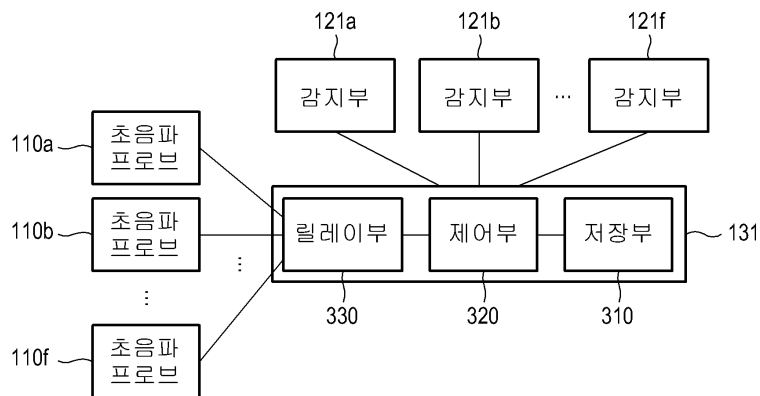 121a
121b
121f
감지부
감지부
…
감지부
110a
초음파
프로브
110b
초음파
프로브
…
…
110f
초음파
프로브
릴레이부
제어부
저장부
131
330
320
310